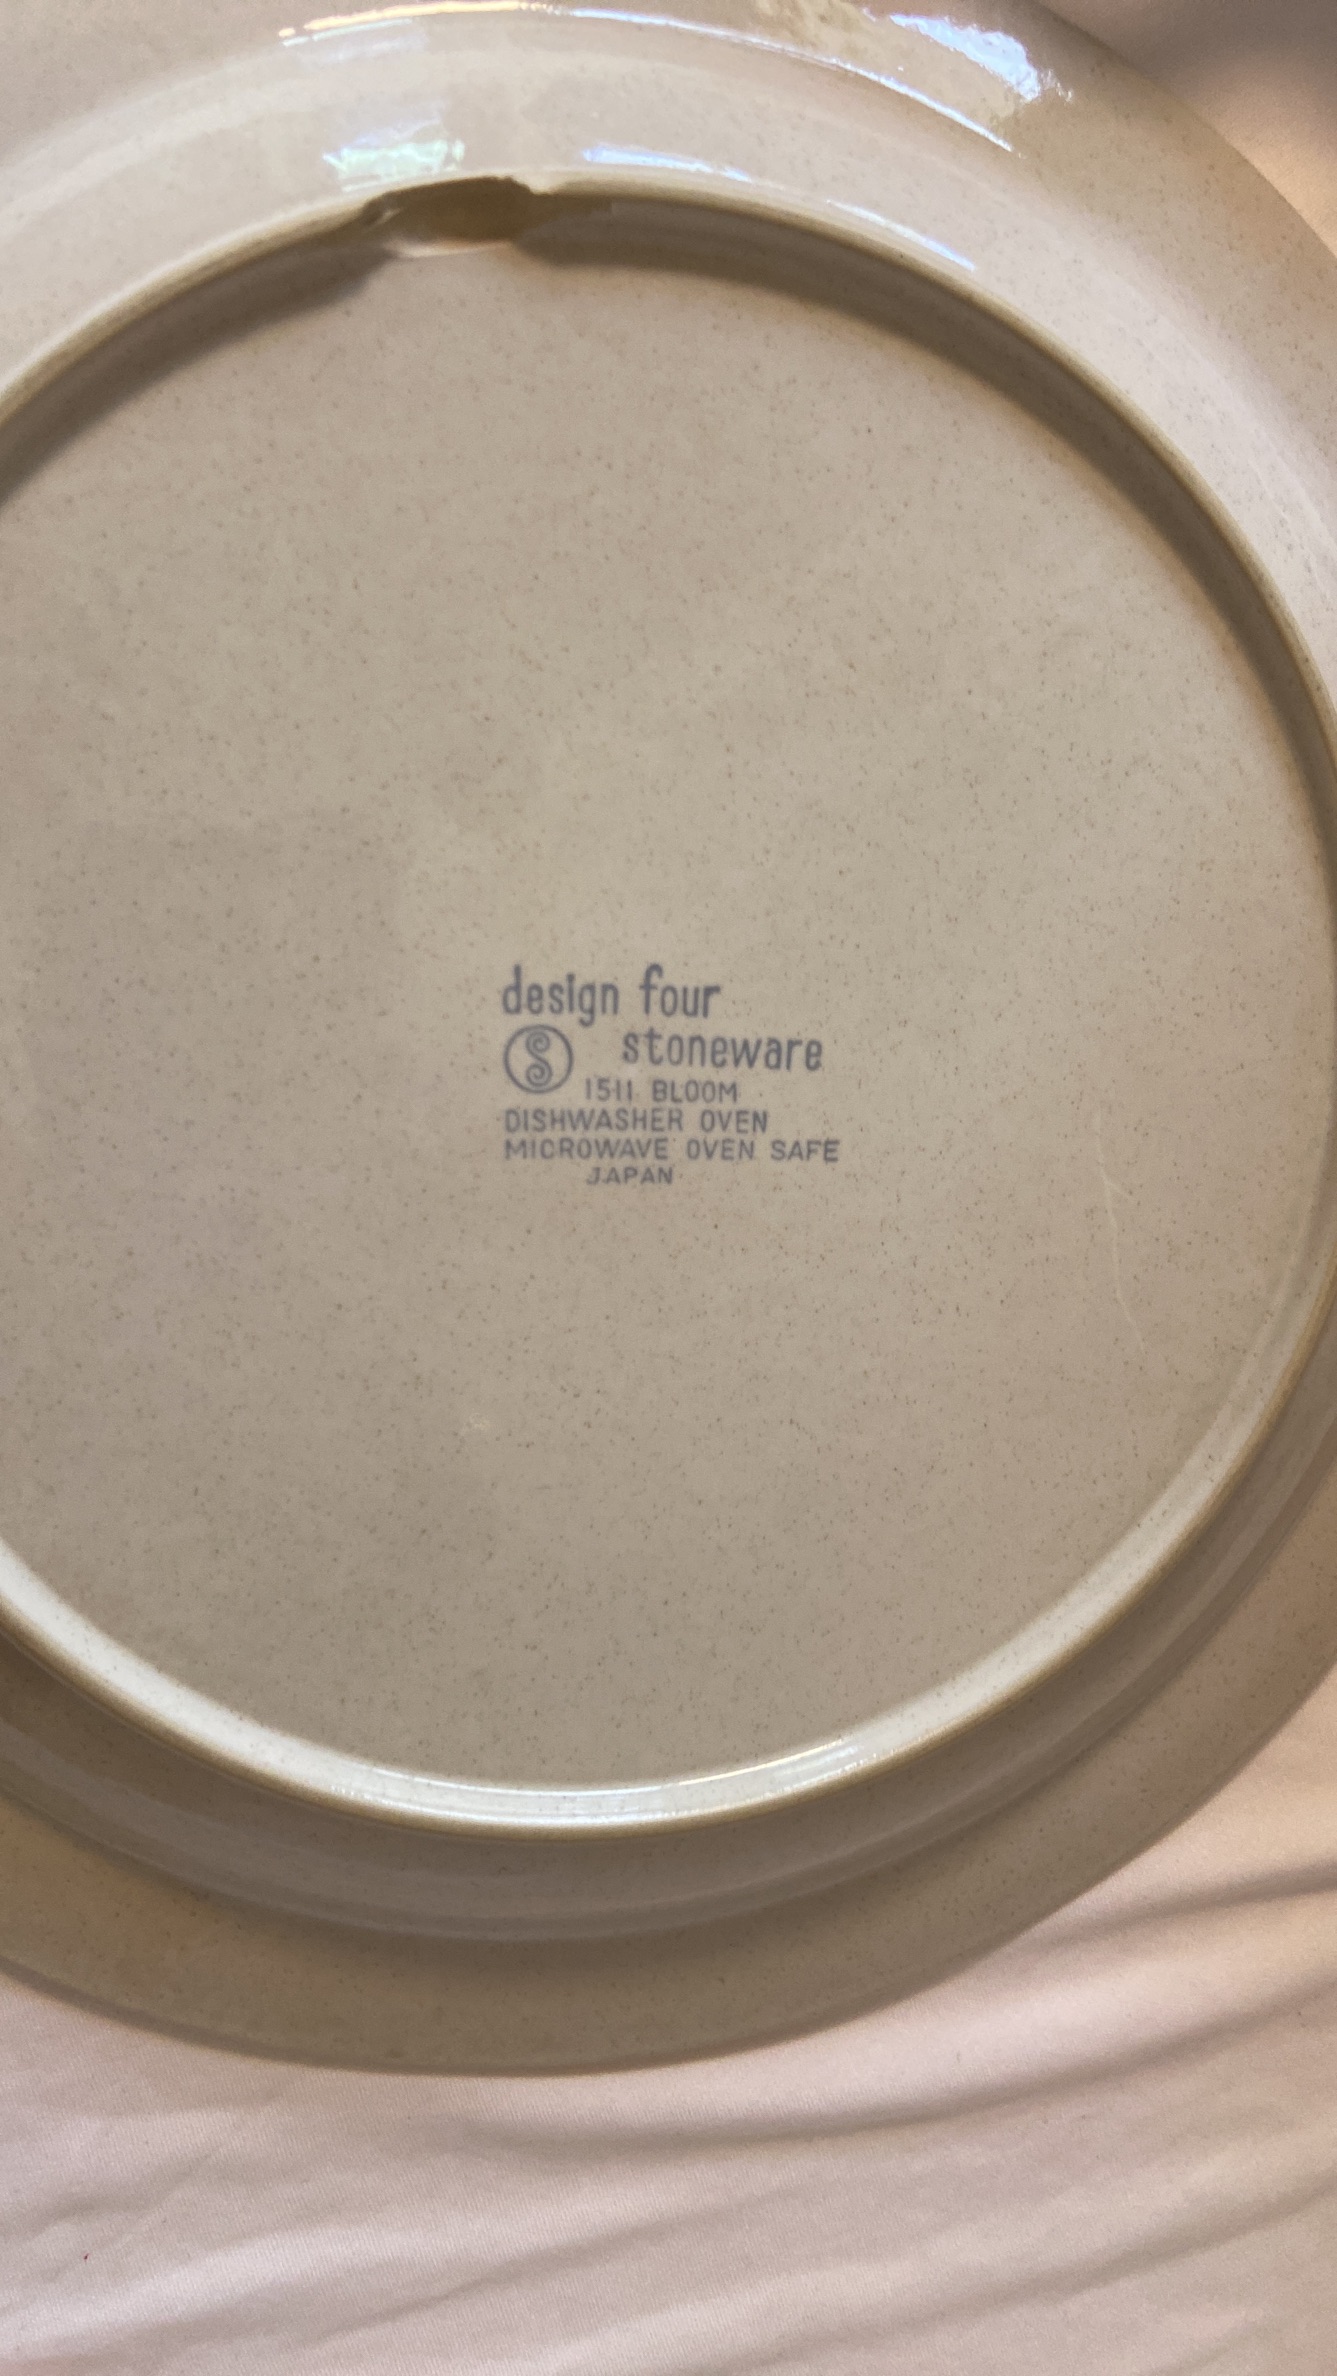 design four
S stoneware
1511 BLOOM
DISHWASHER OVEN
MICROWAVE OVEN SAFE
JAPAN